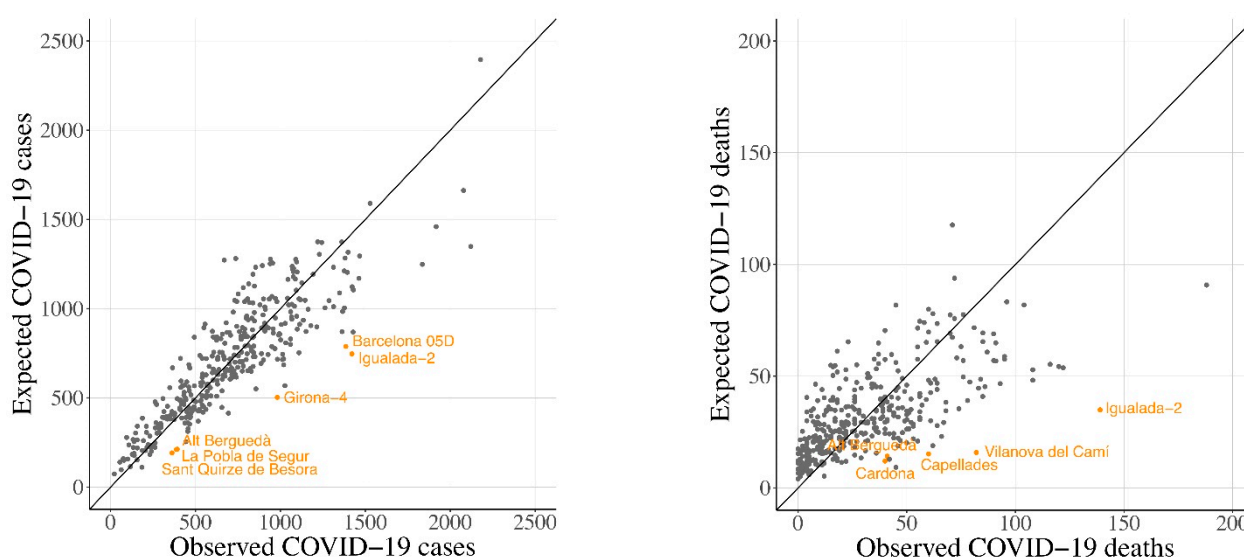 2500
2000
1500
1000
500
0
Expected COVID−19 cases
Barcelona 05D
Igualada−2
Girona−4
Alt Berguedà
La Pobla de Segur
Sant Quirze de Besora
0 500 1000 1500 2000 2500
Observed COVID−19 cases
200
150
100
50
0
Expected COVID−19 deaths
Igualada−2
Alt Berguedà
Vilanova del Camí
Capellades
Cardona
0 50 100 150 200
Observed COVID−19 deaths